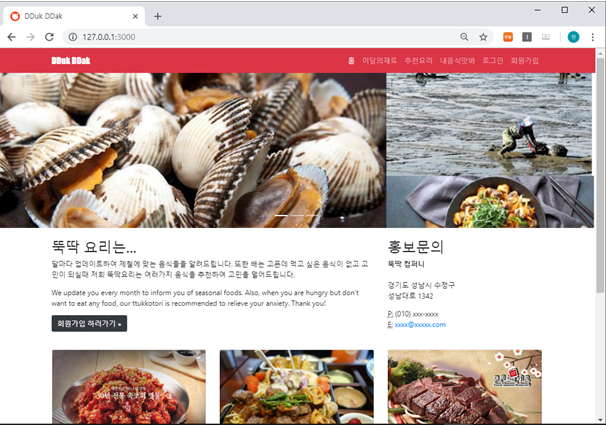 DDuk DDak
127.0.0.1:3000
DDuk DDak
홈 이달의재료 추천요리 내음식맛봐 로그인 회원가입
뚝딱 요리는...
달마다 업데이트하여 제철에 맞는 음식들을 알려드립니다. 또한 배는 고픈데 먹고 싶은 음식이 없고 고
민이 되실때 저희 뚝딱요리는 여러가지 음식을 추천하여 고민을 덜어드립니다.
We update you every month to inform you of seasonal foods. Also, when you are hungry but don't
want to eat any food, our ttukkotori is recommended to relieve your anxiety. Thank you!
회원가입 하러가기 »
홍보문의
뚝딱 컴퍼니
경기도 성남시 수정구
성남대로 1342
P: (010) xxx-xxxx
E: xxxx@xxxxx.com